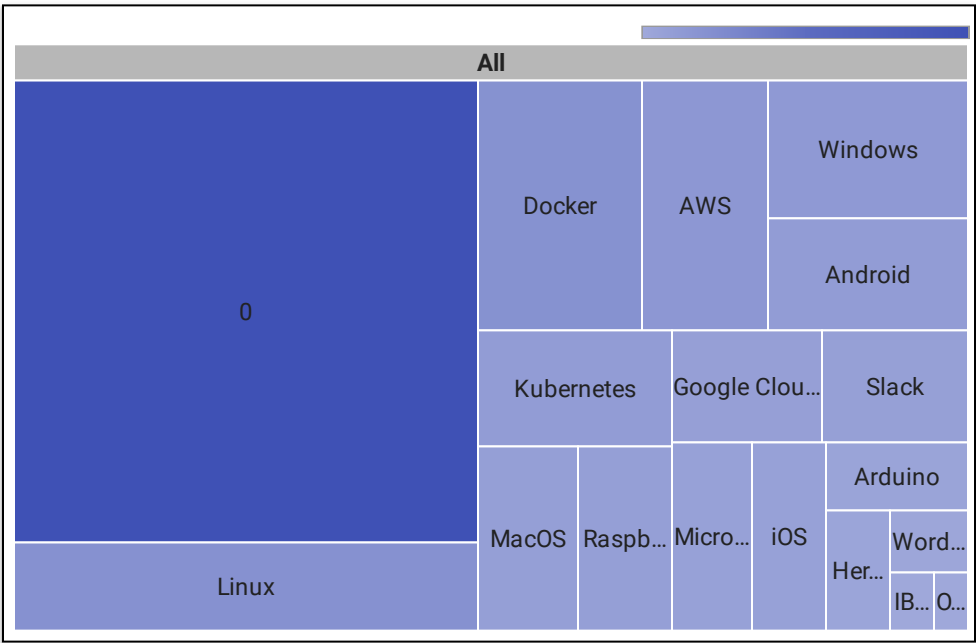 All
0
Linux
Docker
AWS
Windows
Android
Kubernetes
Google Clou...
Slack
MacOS
Raspb...
Micro...
iOS
Arduino
Her...
Word...
IB...
O...